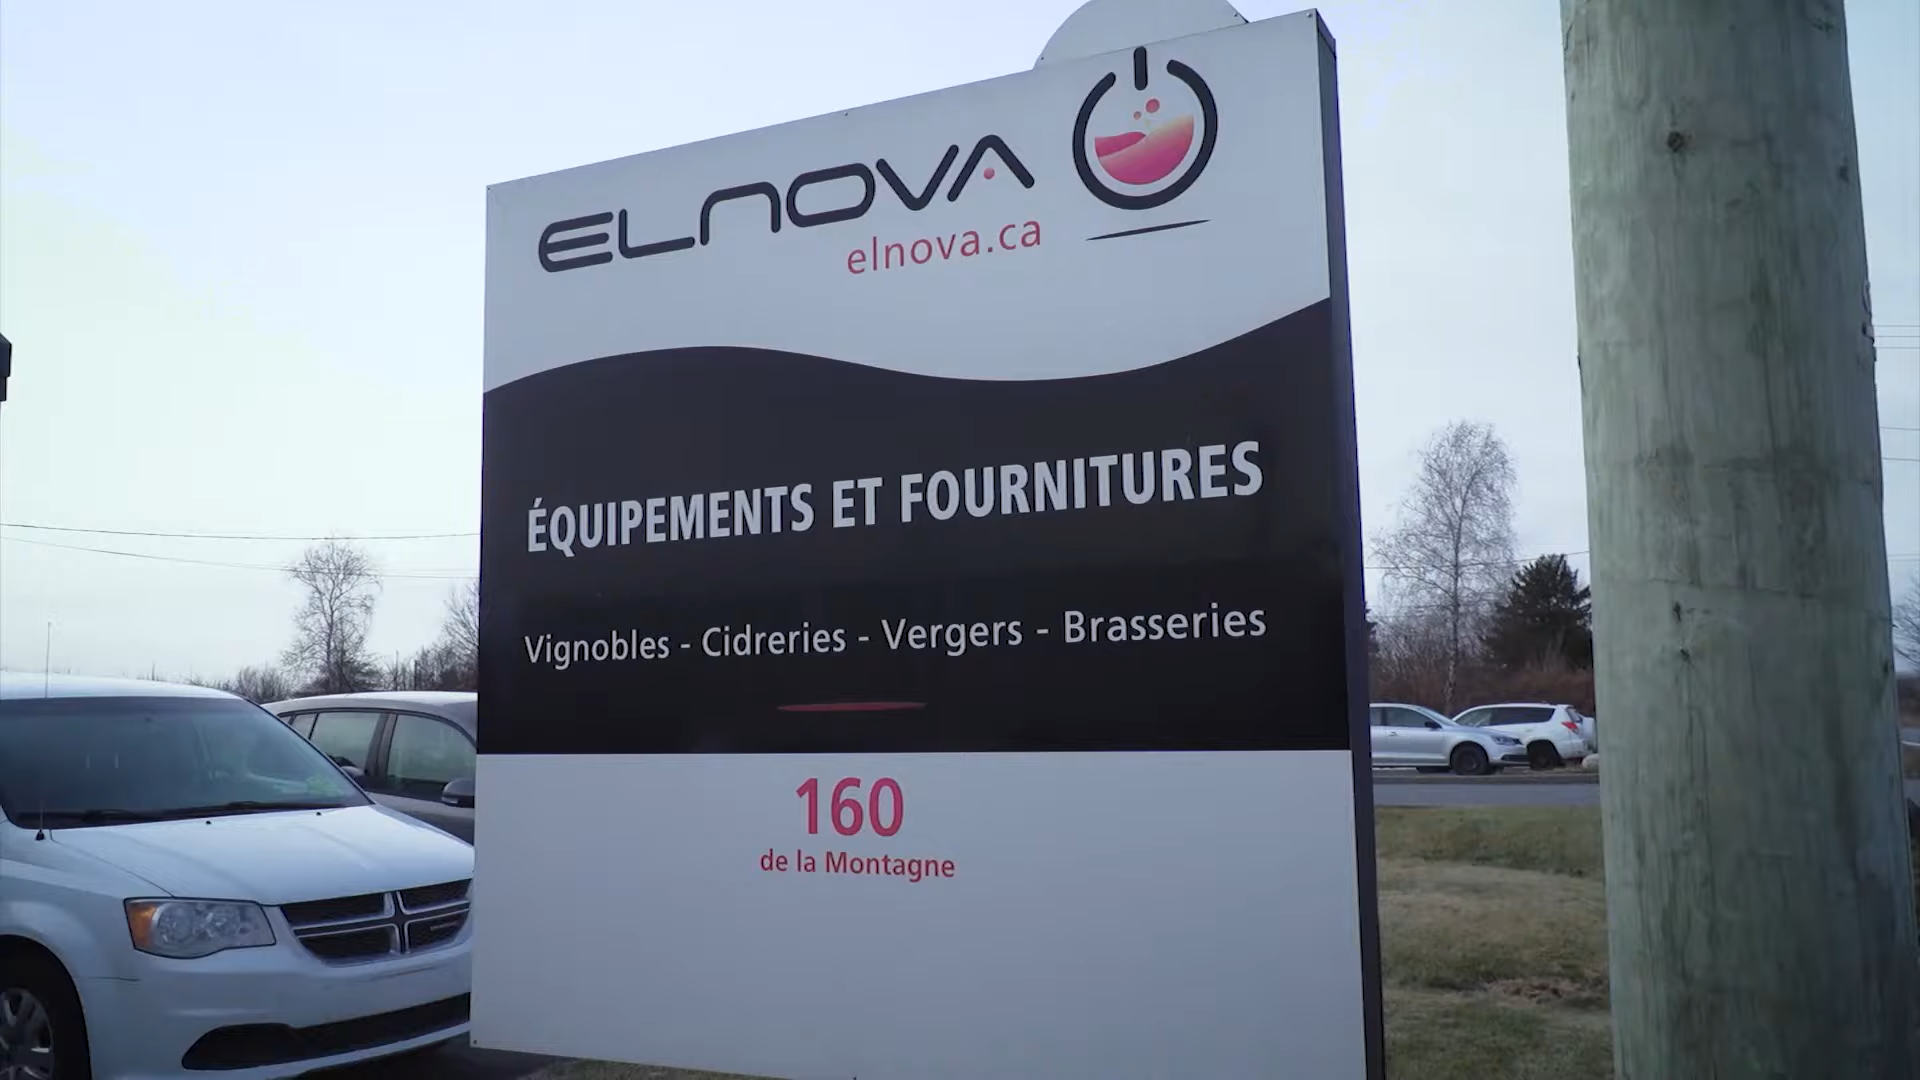 ELNOVA
elnova.ca
ÉQUIPEMENTS ET FOURNITURES
Vignobles - Cidreries - Vergers - Brasseries
160
de la Montagne